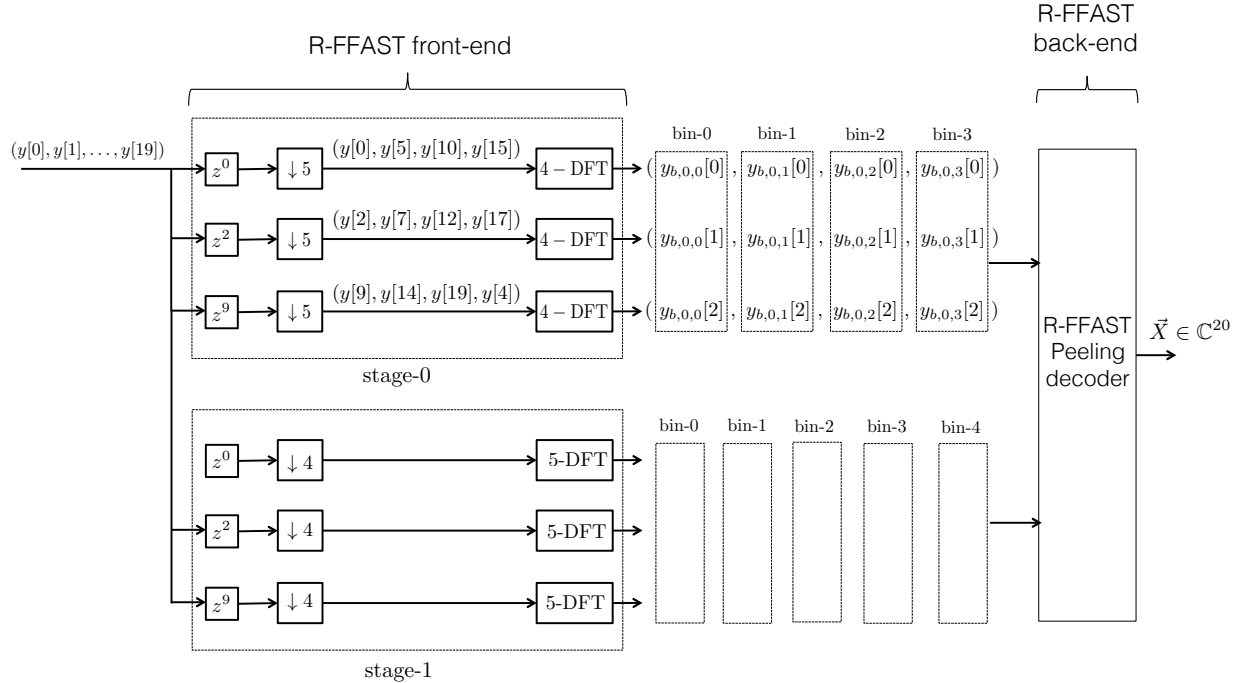 R-FFAST front-end
R-FFAST
back-end
(y[0], y[1], . . . , y[19])
z^0
↓ 5
(y[0], y[5], y[10], y[15])
4 – DFT
bin-0 bin-1 bin-2 bin-3
( y_{b,0,0}[0] , y_{b,0,1}[0] , y_{b,0,2}[0] , y_{b,0,3}[0] )
z^2
↓ 5
(y[2], y[7], y[12], y[17])
4 – DFT
( y_{b,0,0}[1] , y_{b,0,1}[1] , y_{b,0,2}[1] , y_{b,0,3}[1] )
z^9
↓ 5
(y[9], y[14], y[19], y[4])
4 – DFT
( y_{b,0,0}[2] , y_{b,0,1}[2] , y_{b,0,2}[2] , y_{b,0,3}[2] )
stage-0
z^0
↓ 4
5-DFT
z^2
↓ 4
5-DFT
z^9
↓ 4
5-DFT
bin-0 bin-1 bin-2 bin-3 bin-4
stage-1
R-FFAST
Peeling
decoder
\vec{X} ∈ ℂ^{20}